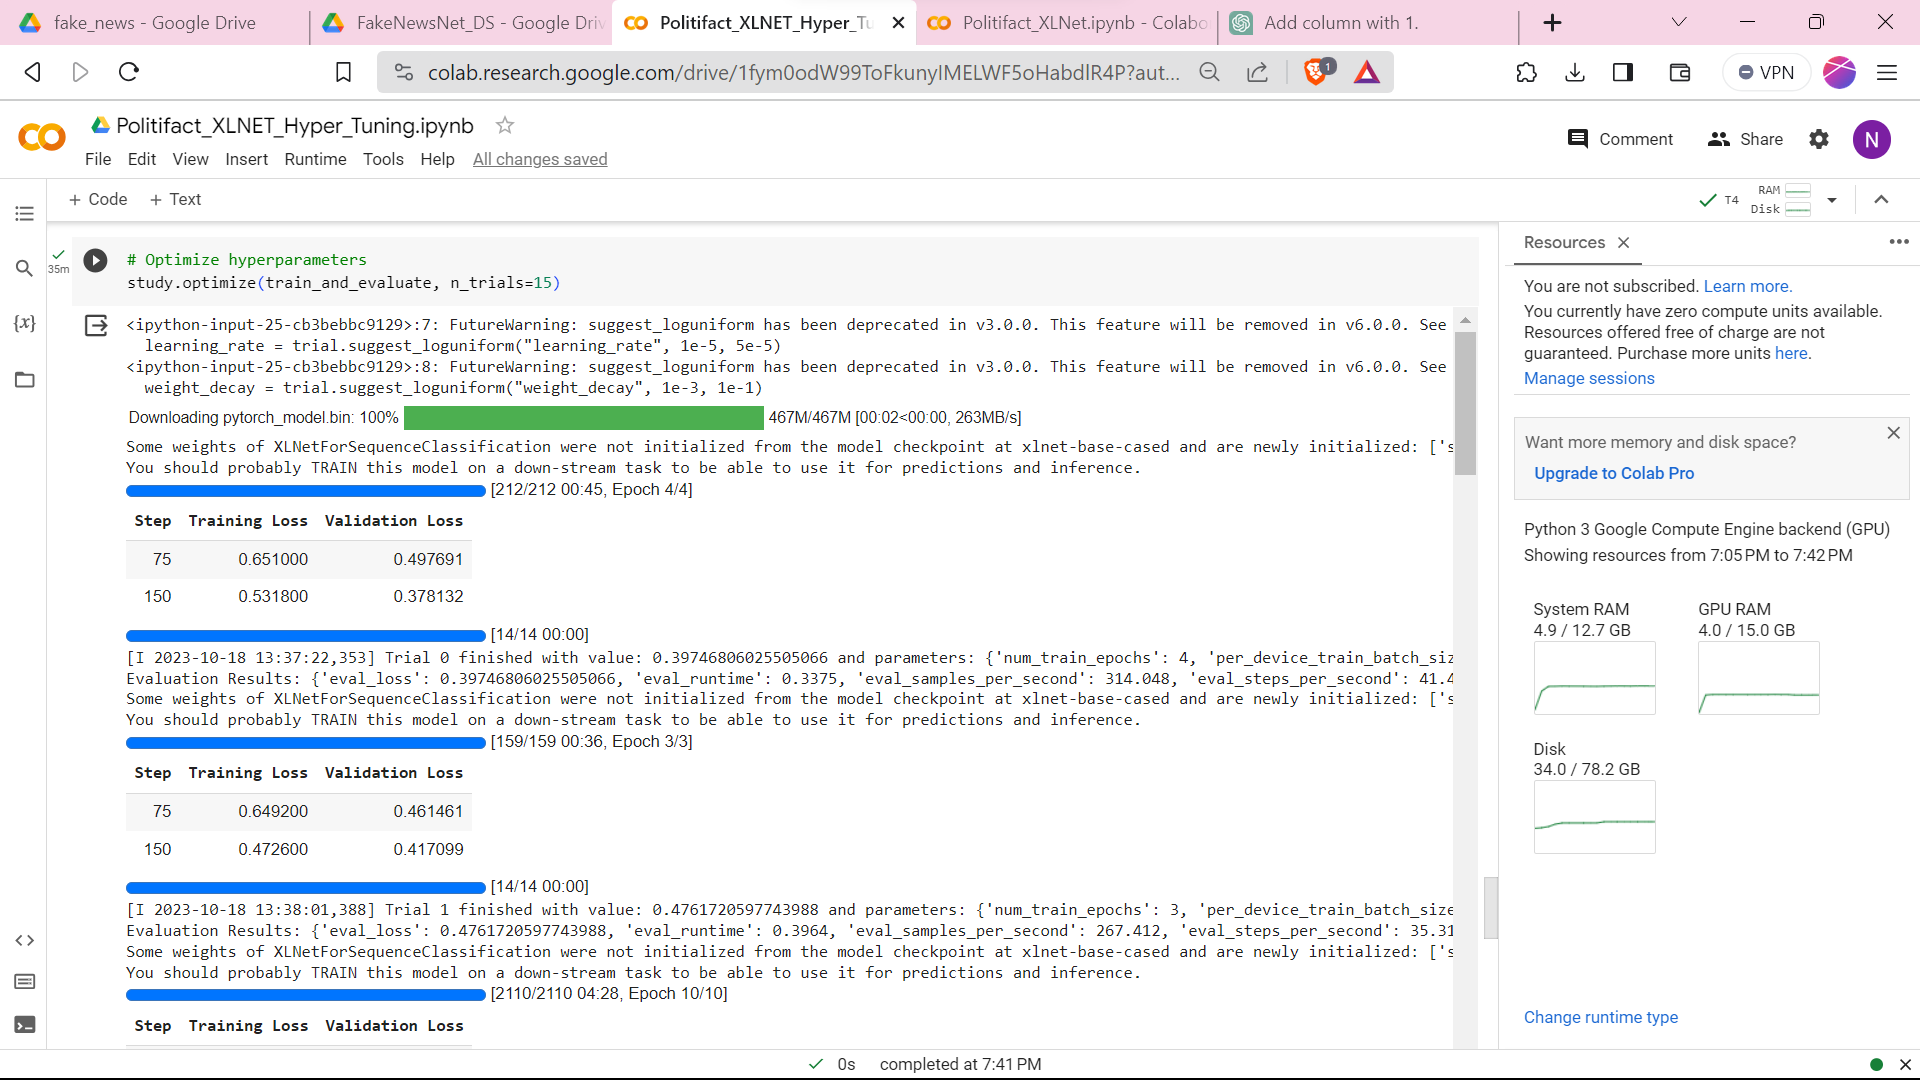 fake_news - Google Drive
FakeNewsNet_DS - Google Driv
Politifact_XLNET_Hyper_Tu
Politifact_XLNet.ipynb - Colabo
Add column with 1.
colab.research.google.com/drive/1fym0odW99ToFkunyIMELWF5oHabdlR4P?aut...
1
VPN
Politifact_XLNET_Hyper_Tuning.ipynb
Comment
Share
N
File Edit View Insert Runtime Tools Help All changes saved
+ Code + Text
T4
RAM
Disk
35m
# Optimize hyperparameters
study.optimize(train_and_evaluate, n_trials=15)
{x}
<ipython-input-25-cb3bebbc9129>:7: FutureWarning: suggest_loguniform has been deprecated in v3.0.0. This feature will be removed in v6.0.0. See
learning_rate = trial.suggest_loguniform("learning_rate", 1e-5, 5e-5)
<ipython-input-25-cb3bebbc9129>:8: FutureWarning: suggest_loguniform has been deprecated in v3.0.0. This feature will be removed in v6.0.0. See
weight_decay = trial.suggest_loguniform("weight_decay", 1e-3, 1e-1)
Downloading pytorch_model.bin: 100% 467M/467M [00:02<00:00, 263MB/s]
Some weights of XLNetForSequenceClassification were not initialized from the model checkpoint at xlnet-base-cased and are newly initialized: ['s
You should probably TRAIN this model on a down-stream task to be able to use it for predictions and inference.
[212/212 00:45, Epoch 4/4]
Step Training Loss Validation Loss
75 0.651000 0.497691
150 0.531800 0.378132
[14/14 00:00]
[I 2023-10-18 13:37:22,353] Trial 0 finished with value: 0.39746806025505066 and parameters: {'num_train_epochs': 4, 'per_device_train_batch_siz
Evaluation Results: {'eval_loss': 0.39746806025505066, 'eval_runtime': 0.3375, 'eval_samples_per_second': 314.048, 'eval_steps_per_second': 41.4
Some weights of XLNetForSequenceClassification were not initialized from the model checkpoint at xlnet-base-cased and are newly initialized: ['s
You should probably TRAIN this model on a down-stream task to be able to use it for predictions and inference.
[159/159 00:36, Epoch 3/3]
Step Training Loss Validation Loss
75 0.649200 0.461461
150 0.472600 0.417099
[14/14 00:00]
[I 2023-10-18 13:38:01,388] Trial 1 finished with value: 0.4761720597743988 and parameters: {'num_train_epochs': 3, 'per_device_train_batch_size
Evaluation Results: {'eval_loss': 0.4761720597743988, 'eval_runtime': 0.3964, 'eval_samples_per_second': 267.412, 'eval_steps_per_second': 35.31
Some weights of XLNetForSequenceClassification were not initialized from the model checkpoint at xlnet-base-cased and are newly initialized: ['s
You should probably TRAIN this model on a down-stream task to be able to use it for predictions and inference.
[2110/2110 04:28, Epoch 10/10]
Step Training Loss Validation Loss
Resources
You are not subscribed. Learn more.
You currently have zero compute units available.
Resources offered free of charge are not
guaranteed. Purchase more units here.
Manage sessions
Want more memory and disk space?
Upgrade to Colab Pro
Python 3 Google Compute Engine backend (GPU)
Showing resources from 7:05 PM to 7:42 PM
System RAM
4.9 / 12.7 GB
GPU RAM
4.0 / 15.0 GB
Disk
34.0 / 78.2 GB
Change runtime type
0s completed at 7:41 PM